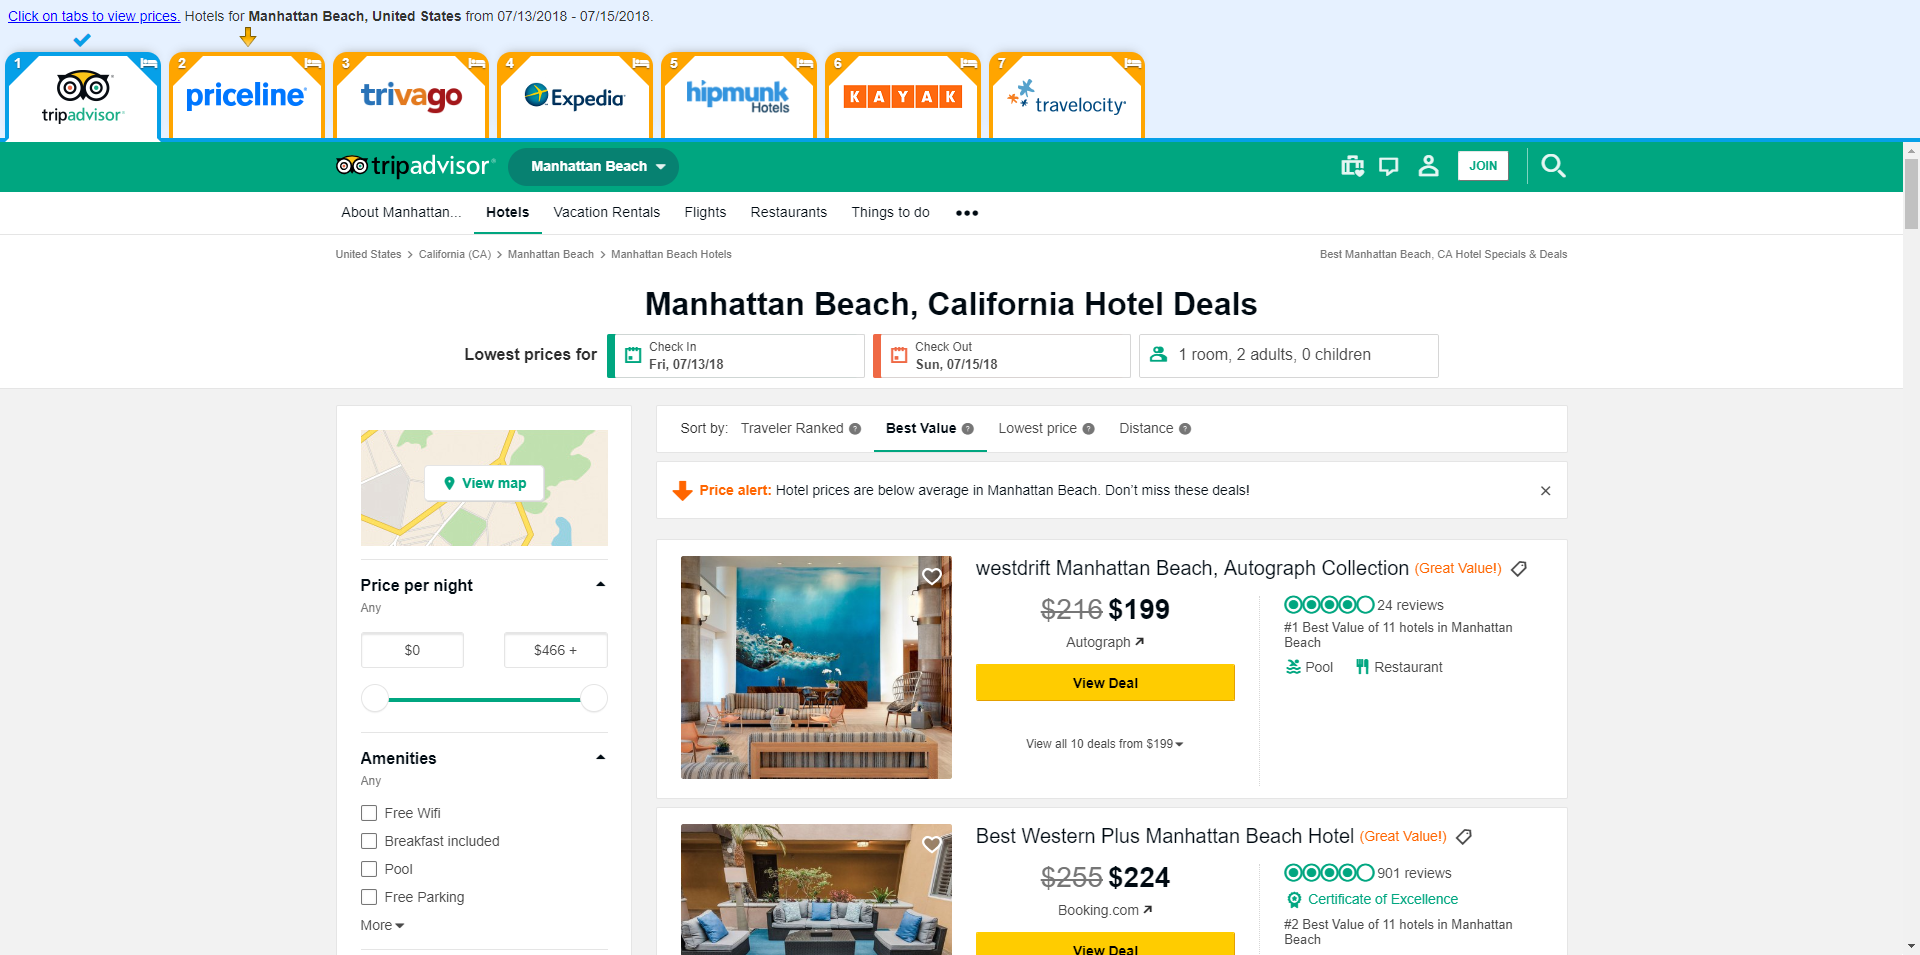 Click on tabs to view prices. Hotels for Manhattan Beach, United States from 07/13/2018 - 07/15/2018.
1 2 3 4 5 6 7
tripadvisor® priceline® trivago Expedia® hipmunk Hotels KAYAK travelocity®
tripadvisor® Manhattan Beach JOIN
About Manhattan... Hotels Vacation Rentals Flights Restaurants Things to do
United States California (CA) Manhattan Beach Manhattan Beach Hotels Best Manhattan Beach, CA Hotel Specials & Deals
Manhattan Beach, California Hotel Deals
Lowest prices for
Check In
Fri, 07/13/18
Check Out
Sun, 07/15/18
1 room, 2 adults, 0 children
View map
Price per night
Any
$0 $466 +
Amenities
Any
Free Wifi
Breakfast included
Pool
Free Parking
More
Sort by: Traveler Ranked ? Best Value ? Lowest price ? Distance ?
Price alert: Hotel prices are below average in Manhattan Beach. Don't miss these deals!
westdrift Manhattan Beach, Autograph Collection (Great Value!)
$216 $199
Autograph
View Deal
View all 10 deals from $199
24 reviews
#1 Best Value of 11 hotels in Manhattan
Beach
Pool Restaurant
Best Western Plus Manhattan Beach Hotel (Great Value!)
$255 $224
Booking.com
View Deal
901 reviews
Certificate of Excellence
#2 Best Value of 11 hotels in Manhattan
Beach